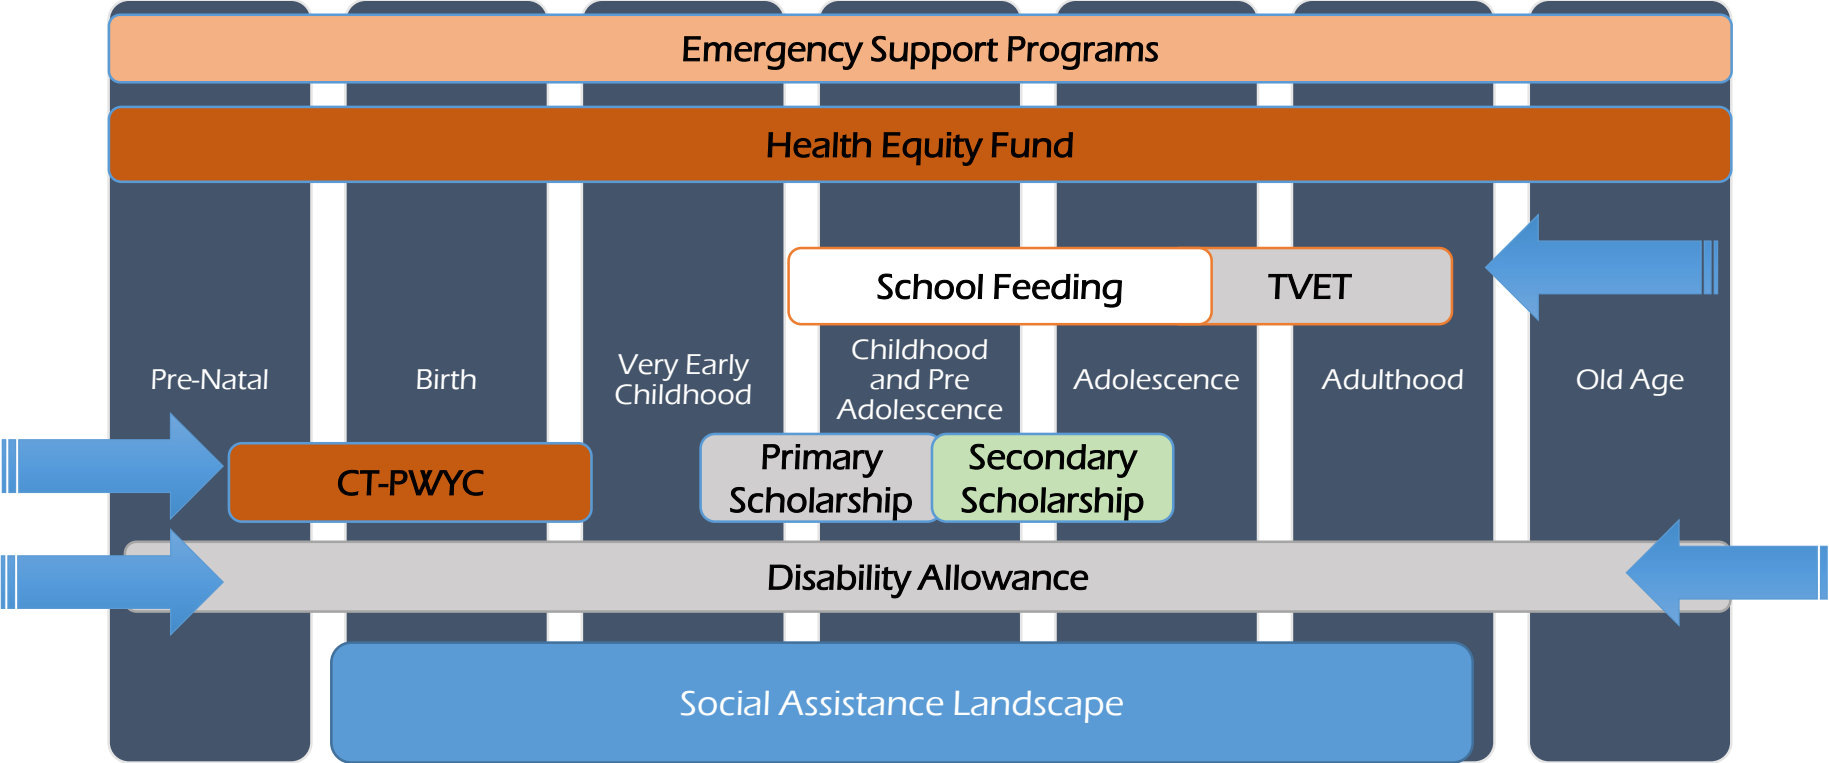 Emergency Support Programs
Health Equity Fund
School Feeding
TVET
Pre-Natal
Birth
Very Early
Childhood
Childhood
and Pre
Adolescence
Adolescence
Adulthood
Old Age
CT-PWYC
Primary
Scholarship
Secondary
Scholarship
Disability Allowance
Social Assistance Landscape